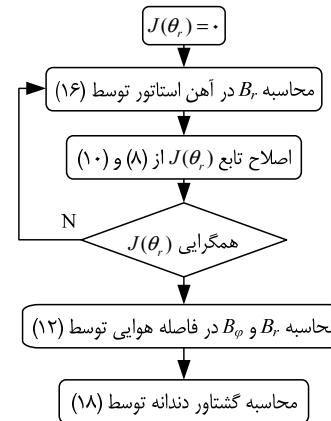 J(θr) = ۰
محاسبه Br در آهن استاتور توسط (۱۶)
اصلاح تابع J(θr) از (۸) و (۱۰)
همگرایی J(θr)
N
محاسبه Br و Bφ در فاصله هوایی توسط (۱۲)
محاسبه گشتاور دندانه توسط (۱۸)